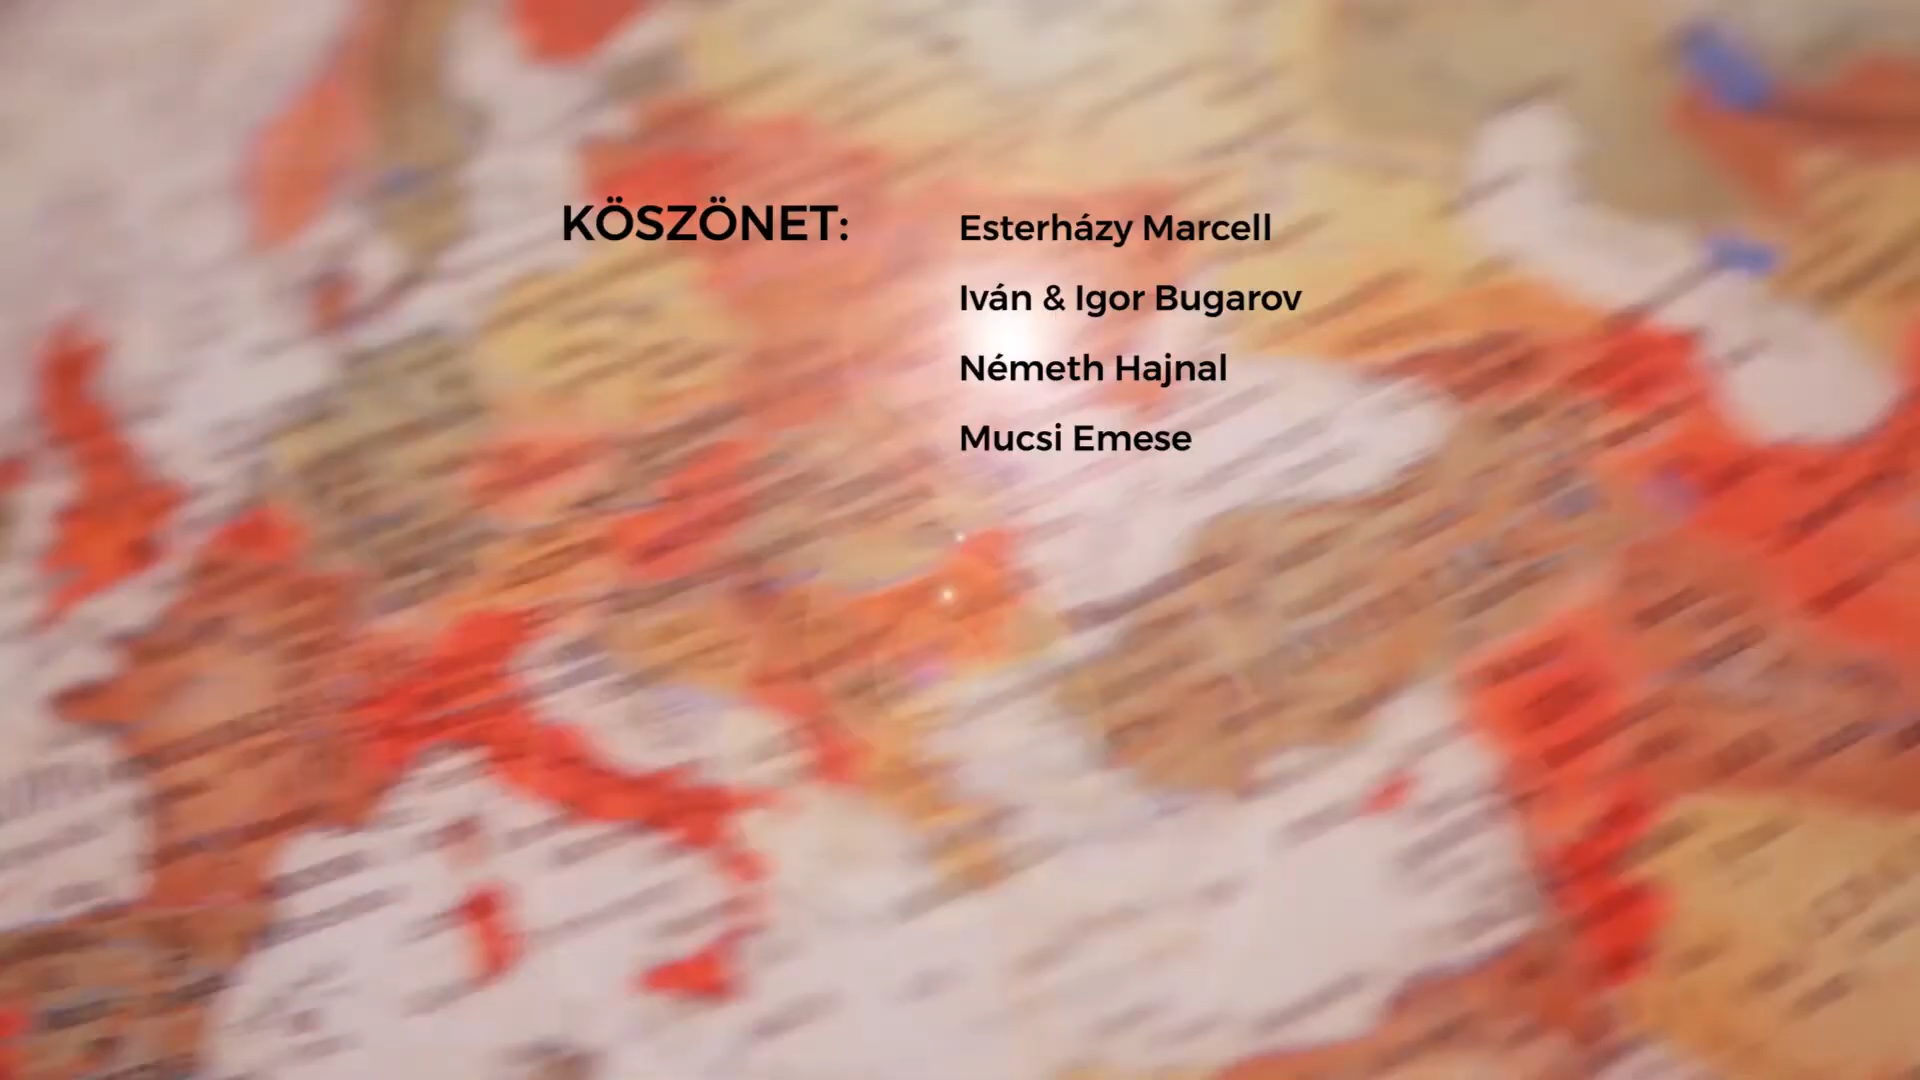 KÖSZÖNET:
Esterházy Marcell
Iván & Igor Bugarov
Németh Hajnal
Mucsi Emese